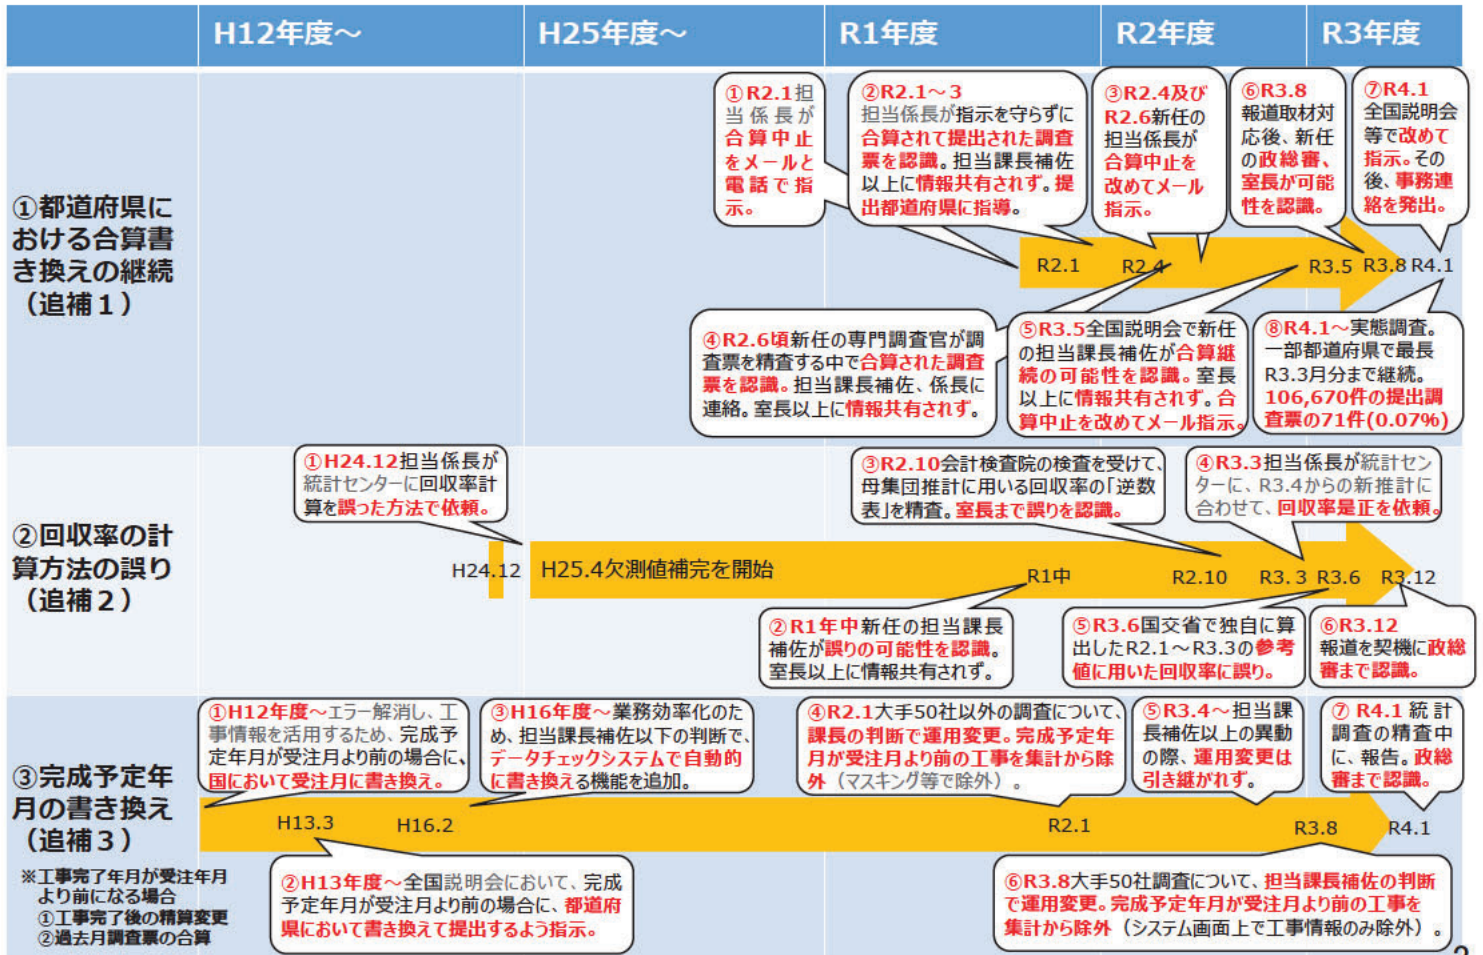 H12年度～
H25年度～
R1年度
R2年度
R3年度
①都道府県に
おける合算書
き換えの継続
（追補１）
①R2.1担
当係長が
合算中止
をメールと
電話で指
示。
②R2.1～3
担当係長が指示を守らずに
合算されて提出された調査
票を認識。担当課長補佐
以上に情報共有されず。提
出都道府県に指導。
③R2.4及び
R2.6新任の
担当係長が
合算中止を
改めてメール
指示。
⑥R3.8
報道取材対
応後、新任
の政総審、
室長が可能
性を認識。
⑦R4.1
全国説明会
等で改めて
指示。その
後、事務連
絡を発出。
R2.1
R2.4
R3.5
R3.8
R4.1
④R2.6頃新任の専門調査官が調
査票を精査する中で合算された調査
票を認識。担当課長補佐、係長に
連絡。室長以上に情報共有されず。
⑤R3.5全国説明会で新任
の担当課長補佐が合算継
続の可能性を認識。室長
以上に情報共有されず。合
算中止を改めてメール指示。
⑧R4.1～実態調査。
一部都道府県で最長
R3.3月分まで継続。
106,670件の提出調
査票の71件(0.07%)
②回収率の計
算方法の誤り
（追補２）
①H24.12担当係長が
統計センターに回収率計
算を誤った方法で依頼。
③R2.10会計検査院の検査を受けて、
母集団推計に用いる回収率の「逆数
表」を精査。室長まで誤りを認識。
④R3.3担当係長が統計セン
ターに、R3.4からの新推計に
合わせて、回収率是正を依頼。
H24.12
H25.4欠測値補完を開始
R1中
R2.10
R3. 3
R3.6
R3.12
②R1年中新任の担当課長
補佐が誤りの可能性を認識。
室長以上に情報共有されず。
⑤R3.6国交省で独自に算
出したR2.1～R3.3の参考
値に用いた回収率に誤り。
⑥R3.12
報道を契機に政総
審まで認識。
③完成予定年
月の書き換え
（追補３）
※工事完了年月が受注年月
より前になる場合
①工事完了後の精算変更
②過去月調査票の合算
①H12年度～エラー解消し、工
事情報を活用するため、完成予
定年月が受注月より前の場合に、
国において受注月に書き換え。
③H16年度～業務効率化のた
め、担当課長補佐以下の判断で、
データチェックシステムで自動的
に書き換える機能を追加。
④R2.1大手50社以外の調査について、
課長の判断で運用変更。完成予定年
月が受注月より前の工事を集計から除
外（マスキング等で除外）。
⑤R3.4～担当課
長補佐以上の異動
の際、運用変更は
引き継がれず。
⑦ R4.1 統計
調査の精査中
に、報告。政総
審まで認識。
H13.3
H16.2
R2.1
R3.8
R4.1
②H13年度～全国説明会において、完成
予定年月が受注月より前の場合に、都道府
県において書き換えて提出するよう指示。
⑥R3.8大手50社調査について、担当課長補佐の判断
で運用変更。完成予定年月が受注月より前の工事を
集計から除外（システム画面上で工事情報のみ除外）。